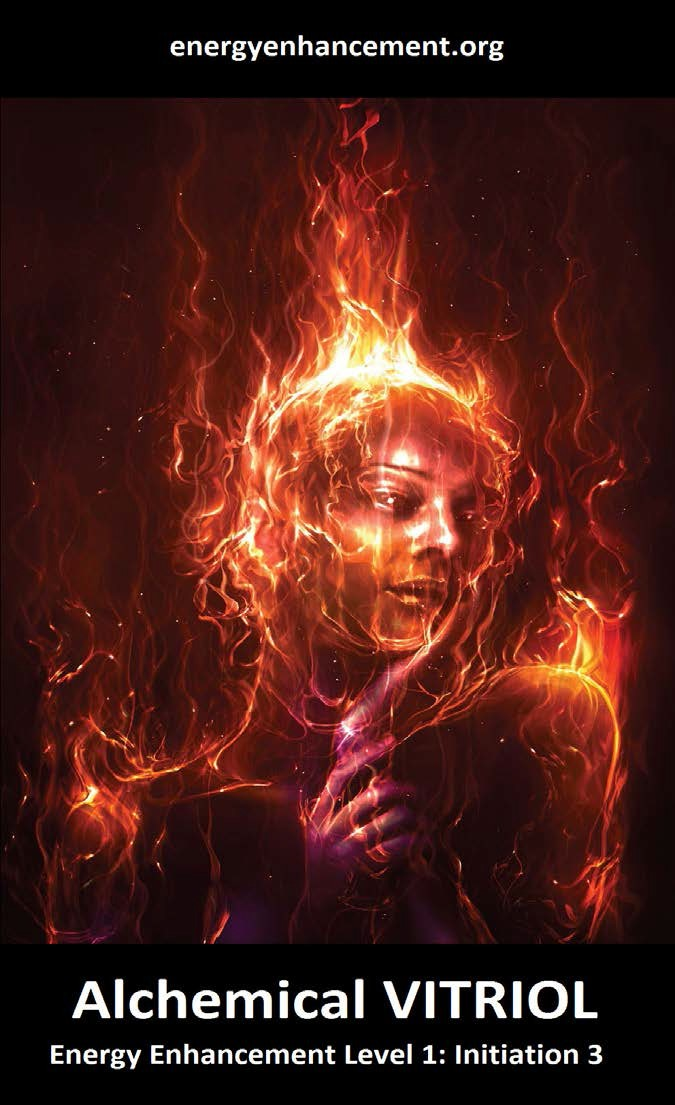 energyenhancement.org
Alchemical VITRIOL
Energy Enhancement Level 1: Initiation 3